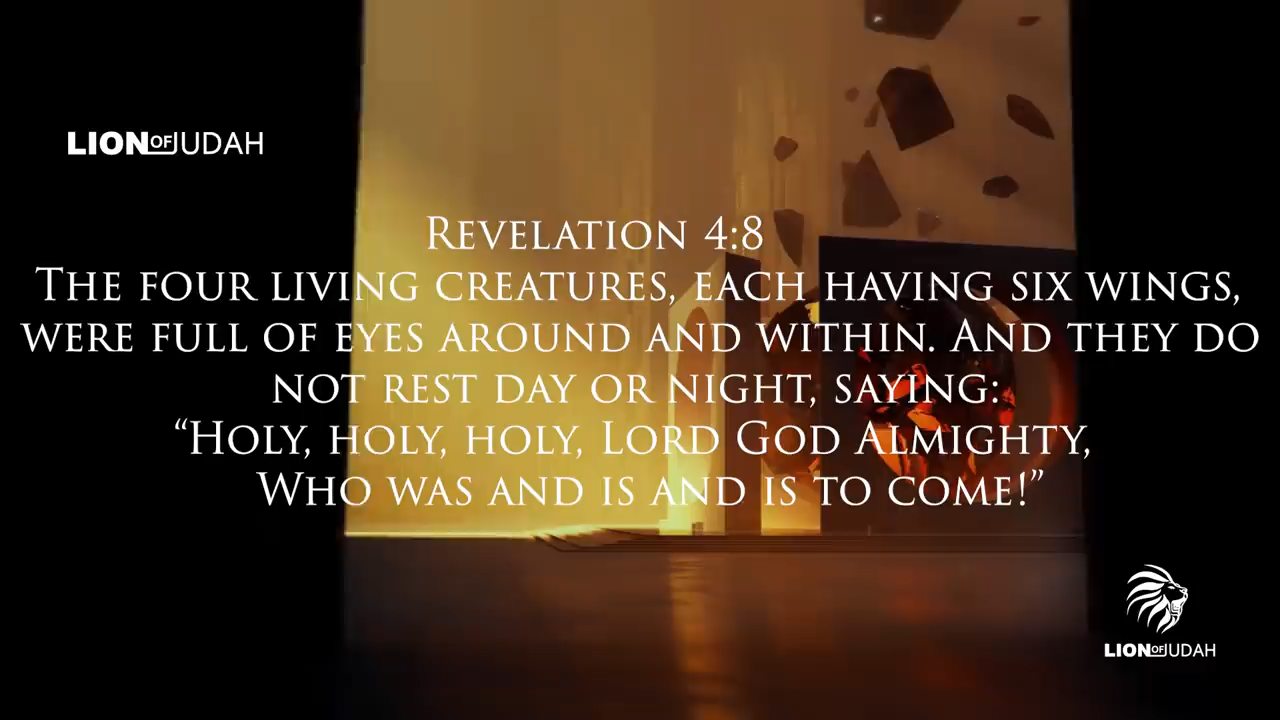 LION OF JUDAH
Revelation 4:8
The four living creatures, each having six wings,
were full of eyes around and within. And they do
not rest day or night, saying:
“Holy, holy, holy, Lord God Almighty,
Who was and is and is to come!”
LION OF JUDAH